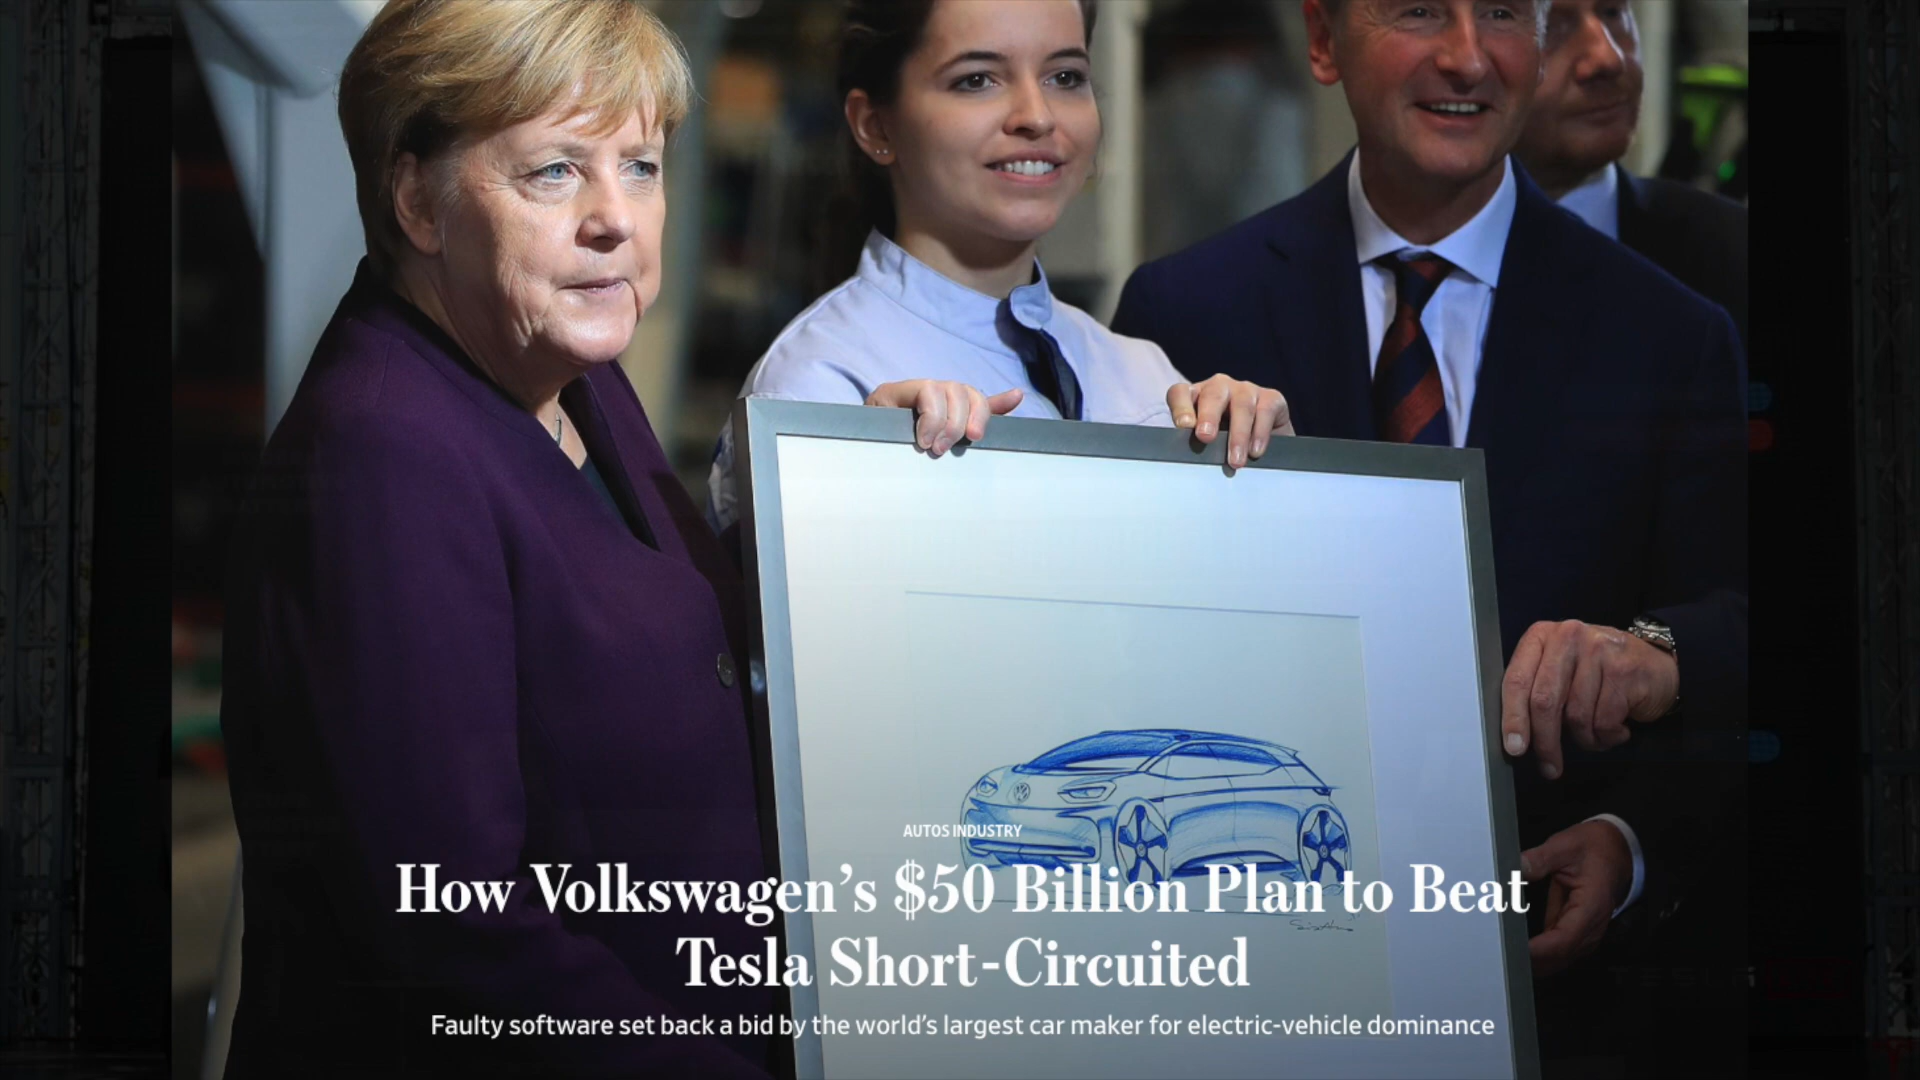 AUTOS INDUSTRY
How Volkswagen’s $50 Billion Plan to Beat
Tesla Short-Circuited
Faulty software set back a bid by the world’s largest car maker for electric-vehicle dominance